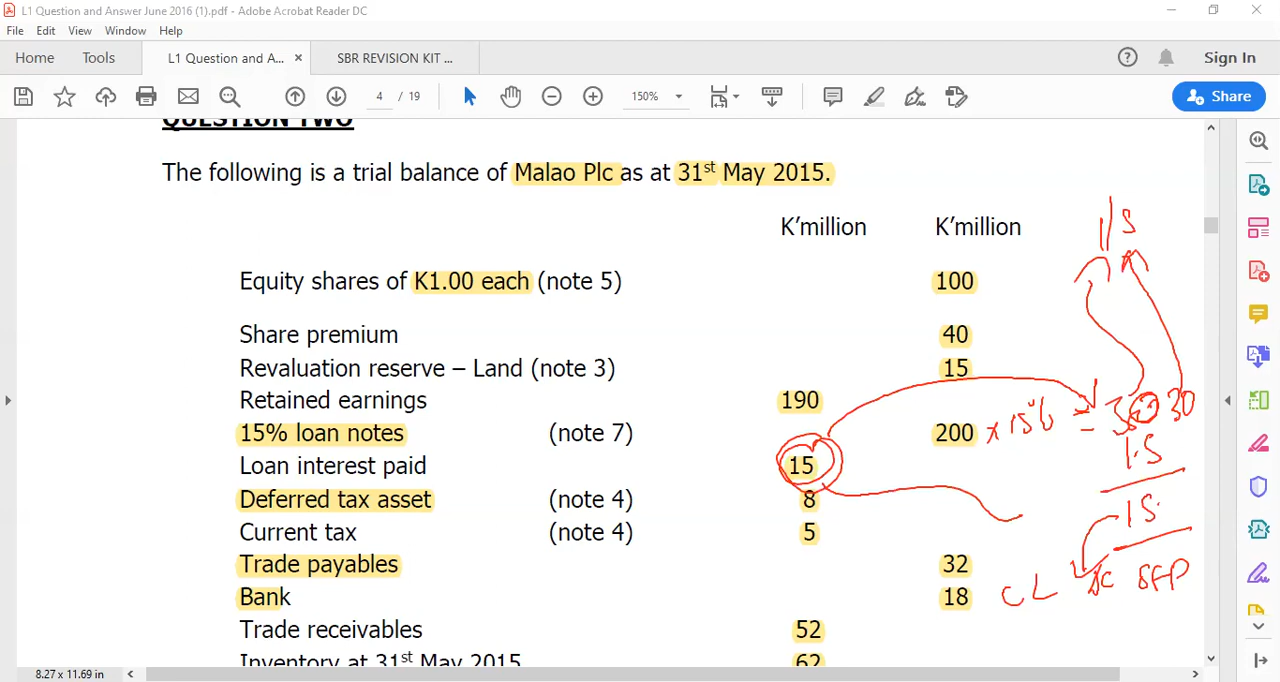 L1 Question and Answer June 2016 (1).pdf - Adobe Acrobat Reader DC
File Edit View Window Help
Home Tools L1 Question and A... × SBR REVISION KIT ... Sign In
4 / 19 150% Share
QUESTION TWO
The following is a trial balance of Malao Plc as at 31st May 2015.
K'million K'million I/S
Equity shares of K1.00 each (note 5) 100
Share premium 40
Revaluation reserve – Land (note 3) 15
Retained earnings 190
15% loan notes (note 7) 200 x 15% = 30 30
Loan interest paid 15 15
Deferred tax asset (note 4) 8
Current tax (note 4) 5 15
Trade payables 32
Bank 18 CL SFP
Trade receivables 52
Inventory at 31st May 2015 62
8.27 x 11.69 in